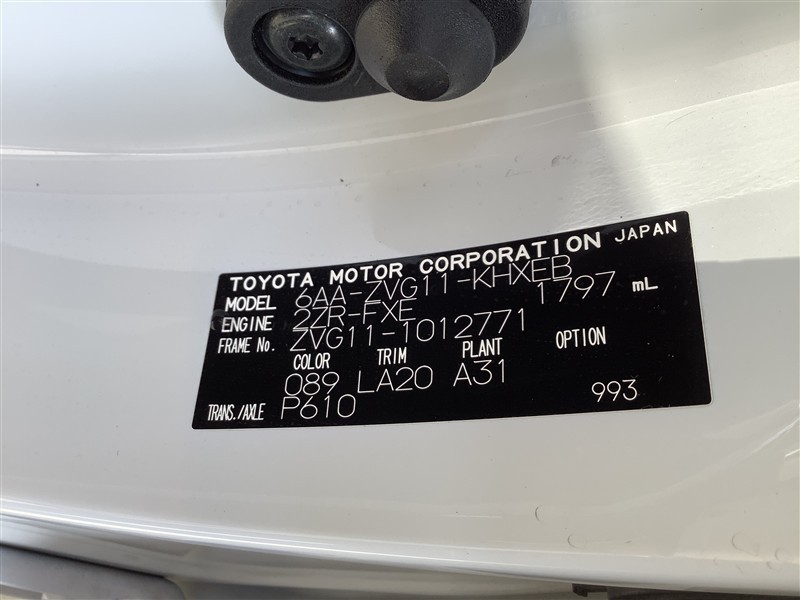 TOYOTA MOTOR CORPORATION JAPAN
MODEL 6AA-ZVG11-KHXEB
ENGINE 2ZR-FXE 1797 mL
FRAME No. ZVG11-1012771
COLOR TRIM PLANT OPTION
089 LA20 A31
TRANS./AXLE P610 993